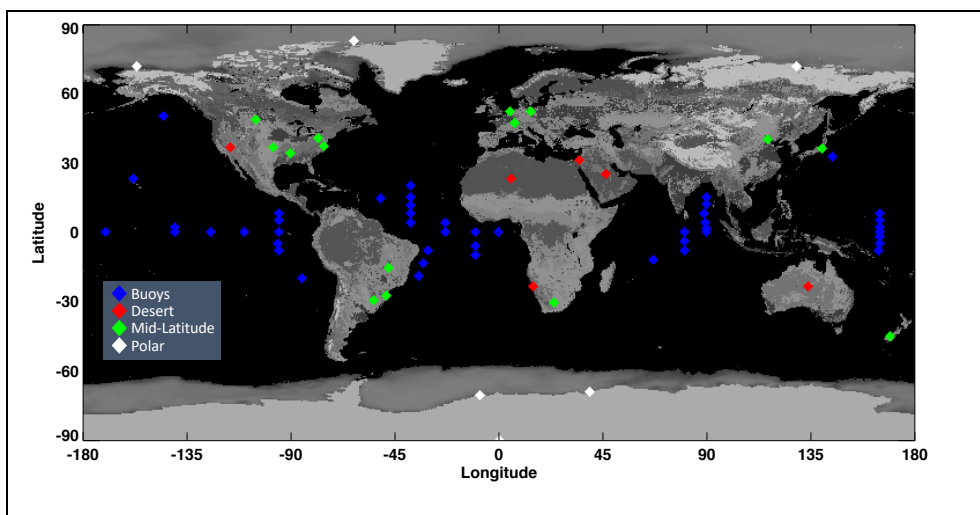 90
60
30
0
-30
-60
-90
Latitude
Buoys
Desert
Mid-Latitude
Polar
-180 -135 -90 -45 0 45 90 135 180
Longitude